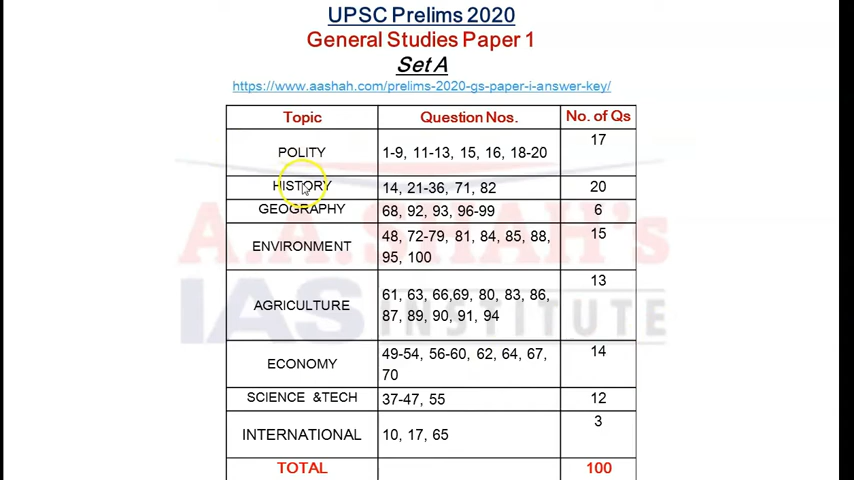 UPSC Prelims 2020
General Studies Paper 1
Set A
https://www.aashah.com/prelims-2020-gs-paper-i-answer-key/
Topic Question Nos. No. of Qs
POLITY 1-9, 11-13, 15, 16, 18-20 17
HISTORY 14, 21-36, 71, 82 20
GEOGRAPHY 68, 92, 93, 96-99 6
ENVIRONMENT 48, 72-79, 81, 84, 85, 88, 15
95, 100
AGRICULTURE 61, 63, 66,69, 80, 83, 86, 13
87, 89, 90, 91, 94
ECONOMY 49-54, 56-60, 62, 64, 67, 14
70
SCIENCE &TECH 37-47, 55 12
INTERNATIONAL 10, 17, 65 3
TOTAL 100
A.A.SHAH's
IAS INSTITUTE